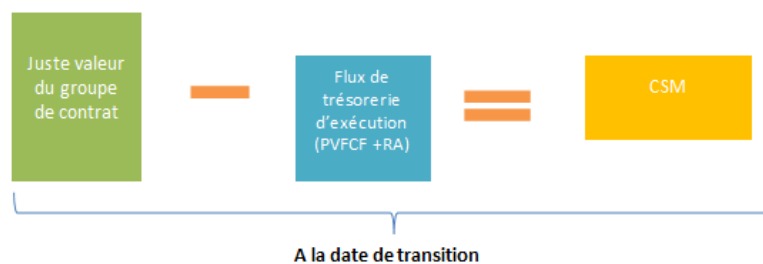 Juste valeur
du groupe
de contrat
Flux de
trésorerie
d'exécution
(PVFCF +RA)
CSM
A la date de transition